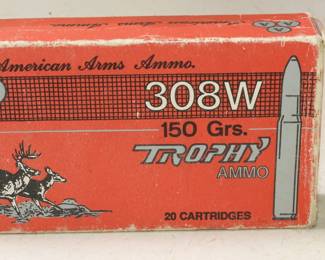 American Arms Ammo.
308W
150 Grs.
TROPHY
AMMO
20 CARTRIDGES